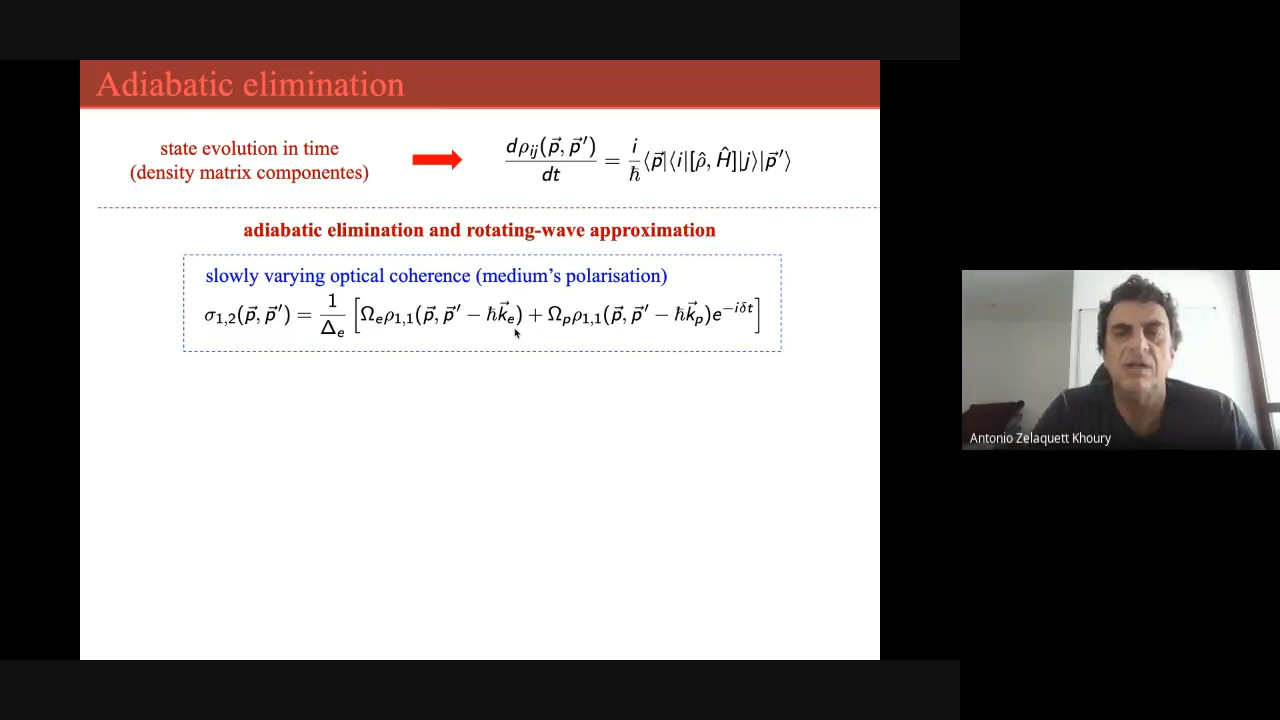 Adiabatic elimination
state evolution in time
(density matrix componentes)
dρ_ij(p⃗, p⃗ ′)/dt = i/ħ ⟨p⃗|⟨i|[ρ̂, Ĥ]|j⟩|p⃗ ′⟩
adiabatic elimination and rotating-wave approximation
slowly varying optical coherence (medium's polarisation)
σ_1,2(p⃗, p⃗ ′) = 1/Δ_e [Ω_e ρ_1,1(p⃗, p⃗ ′ − ħk⃗_e) + Ω_p ρ_1,1(p⃗, p⃗ ′ − ħk⃗_p)e^{−iδt}]
Antonio Zelaquett Khoury